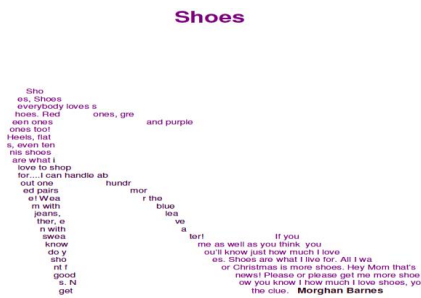 Shoes
Sho
es, Shoes
everybody loves s
hoes. Red ones, gre
een ones and purple
ones too!
Heels, flat
s, even ten
nis shoes
are what i
love to shop
for....I can handle ab
out one hundr
ed pairs mor
e! Wea r the
m with blue
jeans, lea
ther, e ve
n with a
swea ter! If you
know me as well as you think you
do y ou'll know just how much I love
sho es. Shoes are what I live for. All I wa
nt f or Christmas is more shoes. Hey Mom that's
good news! Please or please get me more shoe
s. N ow you know I how much I love shoes, yo
get the clue. Morghan Barnes